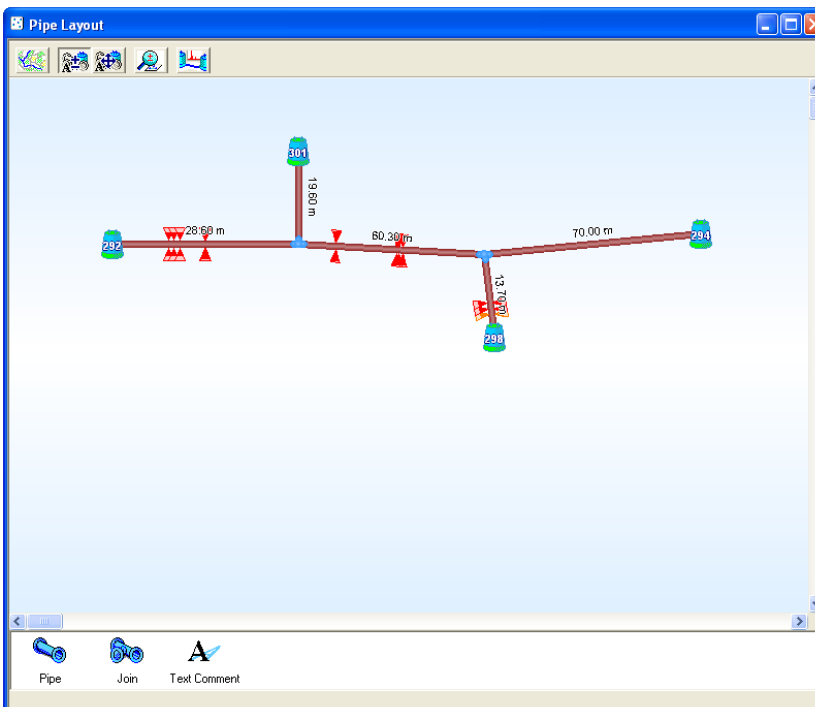 Pipe Layout
301
19.60 m
28.60 m
60.30 m
70.00 m
292
294
13.70 m
298
Pipe
Join
Text Comment